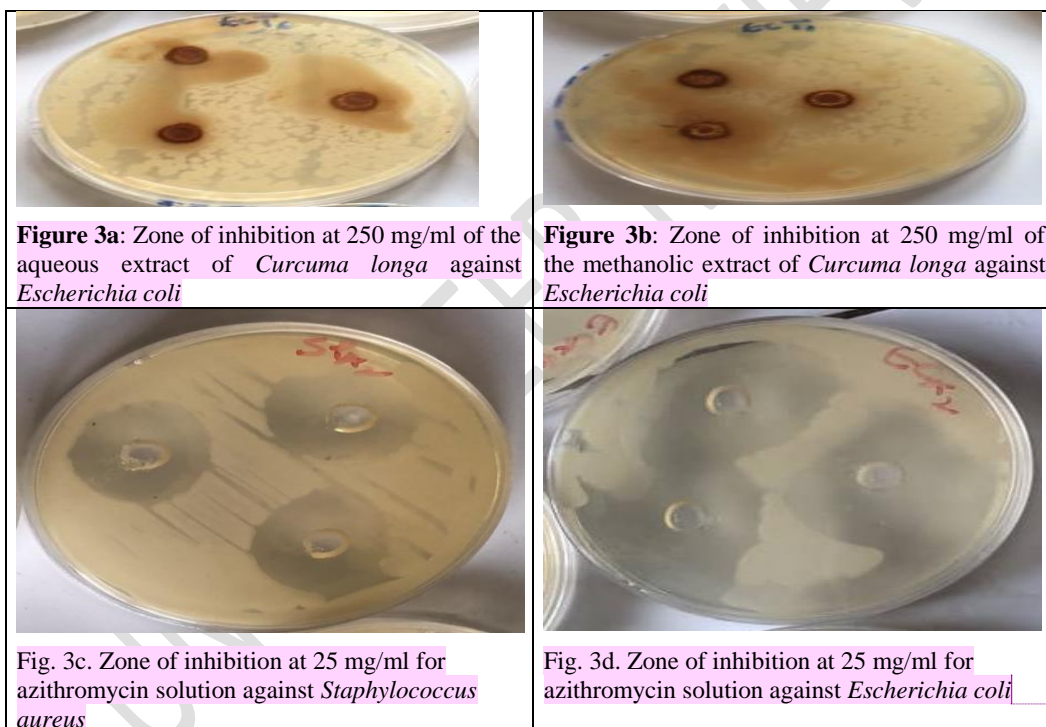 Figure 3a: Zone of inhibition at 250 mg/ml of the
aqueous extract of Curcuma longa against
Escherichia coli
Figure 3b: Zone of inhibition at 250 mg/ml of
the methanolic extract of Curcuma longa against
Escherichia coli
Fig. 3c. Zone of inhibition at 25 mg/ml for
azithromycin solution against Staphylococcus
aureus
Fig. 3d. Zone of inhibition at 25 mg/ml for
azithromycin solution against Escherichia coli